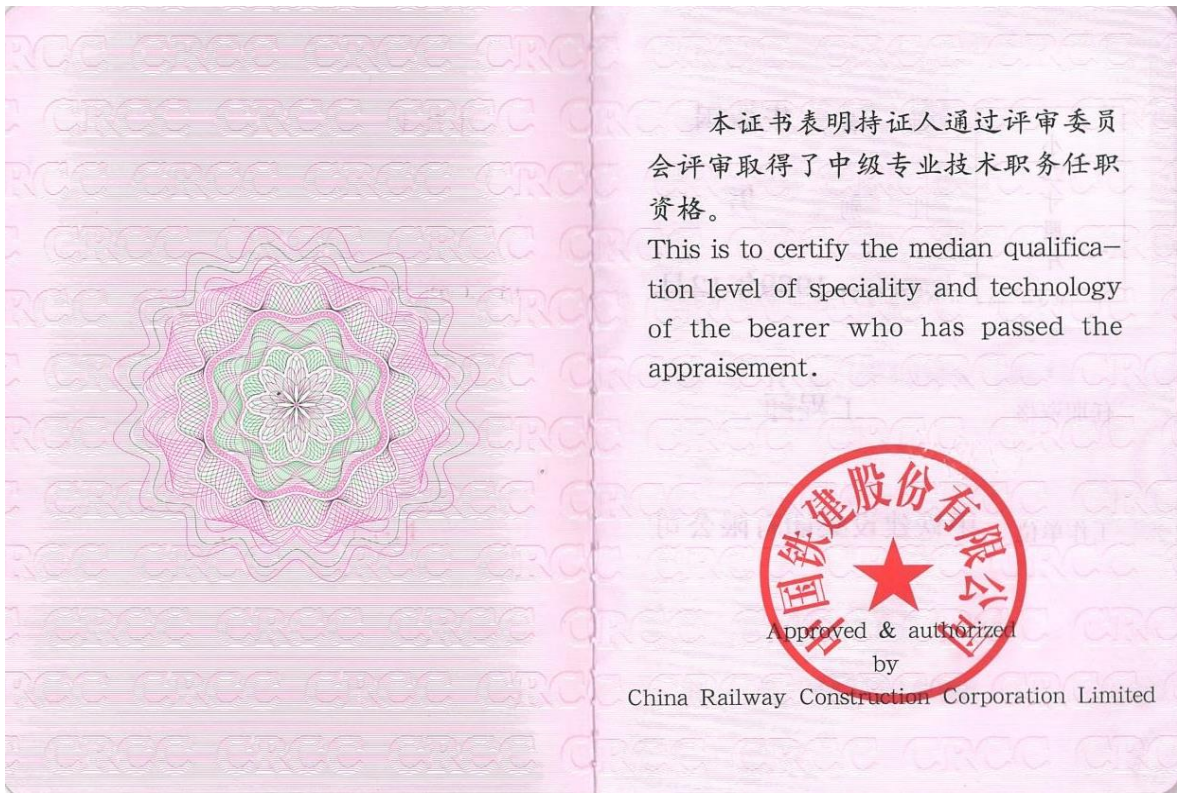 本证书表明持证人通过评审委员
会评审取得了中级专业技术职务任职
资格。
This is to certify the median qualifica-
tion level of speciality and technology
of the bearer who has passed the
appraisement.
中国铁建股份有限公司
Approved & authorized
by
China Railway Construction Corporation Limited
CRCC